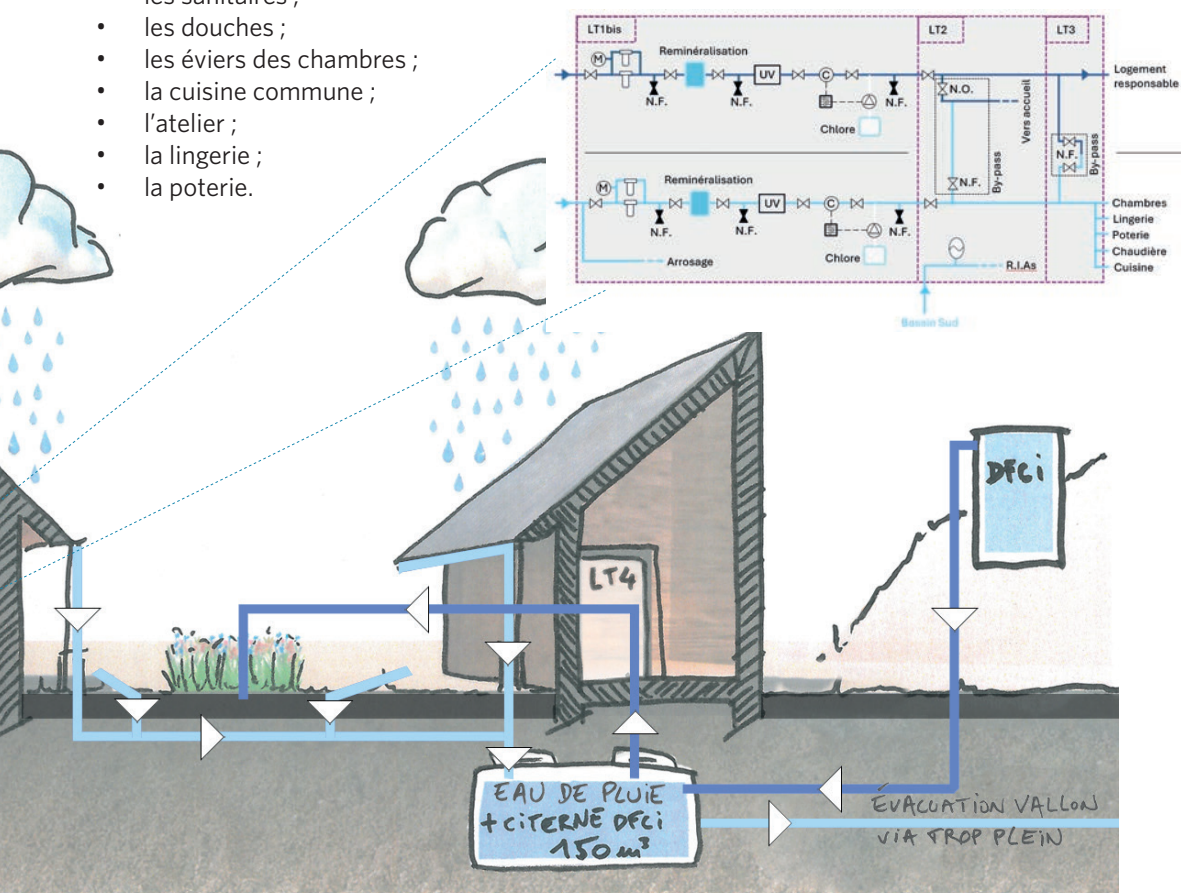 les sanitaires ;
• les douches ;
• les éviers des chambres ;
• la cuisine commune ;
• l'atelier ;
• la lingerie ;
• la poterie.
LT1bis
LT2
LT3
M
Reminéralisation
UV
C
N.F.
N.F.
N.F.
Chlore
N.O.
Vers accueil
N.F.
By-pass
N.F.
By-pass
Logement
responsable
M
Reminéralisation
UV
C
N.F.
N.F.
N.F.
Chlore
Arrosage
R.I.As
Bassin Sud
Chambres
Lingerie
Poterie
Chaudière
Cuisine
DFCi
LT4
EAU DE PLUIE
+ CITERNE DFCi
150 m³
ÉVACUATION VALLON
VIA TROP PLEIN